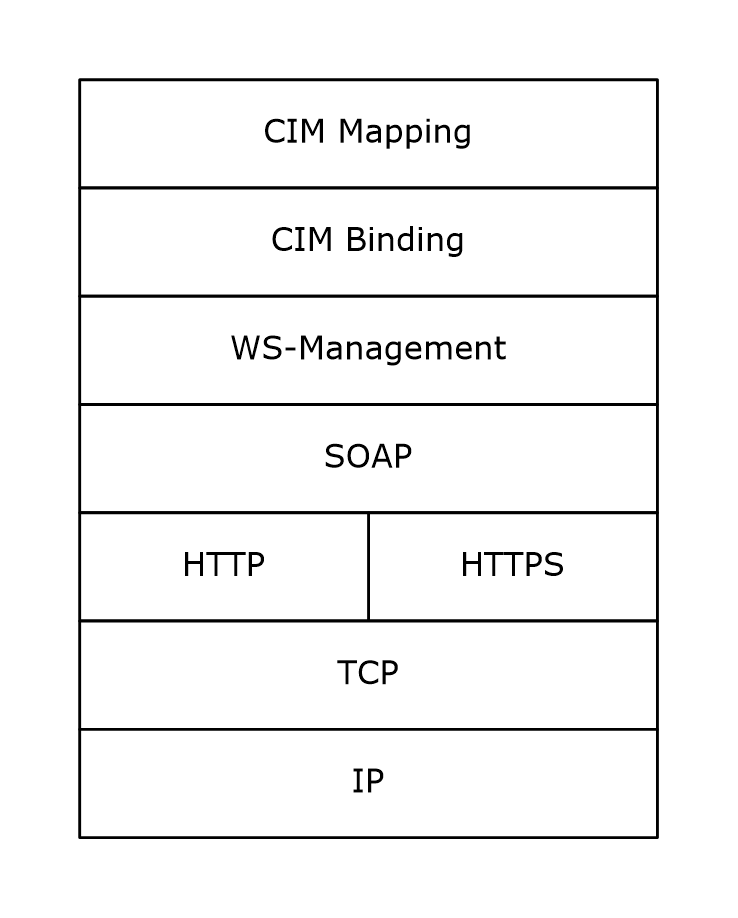 CIM Mapping
CIM Binding
WS-Management
SOAP
HTTP
HTTPS
TCP
IP